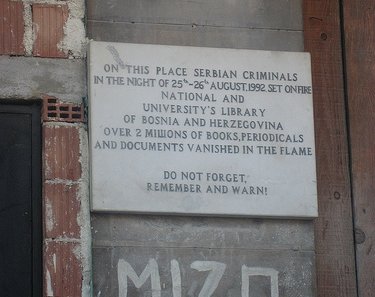 ON THIS PLACE SERBIAN CRIMINALS
IN THE NIGHT OF 25TH-26TH AUGUST.1992. SET ON FIRE
NATIONAL AND
UNIVERSITY'S LIBRARY
OF BOSNIA AND HERZEGOVINA
OVER 2 MILLIONS OF BOOKS, PERIODICALS
AND DOCUMENTS VANISHED IN THE FLAME
DO NOT FORGET,
REMEMBER AND WARN!
MIZO